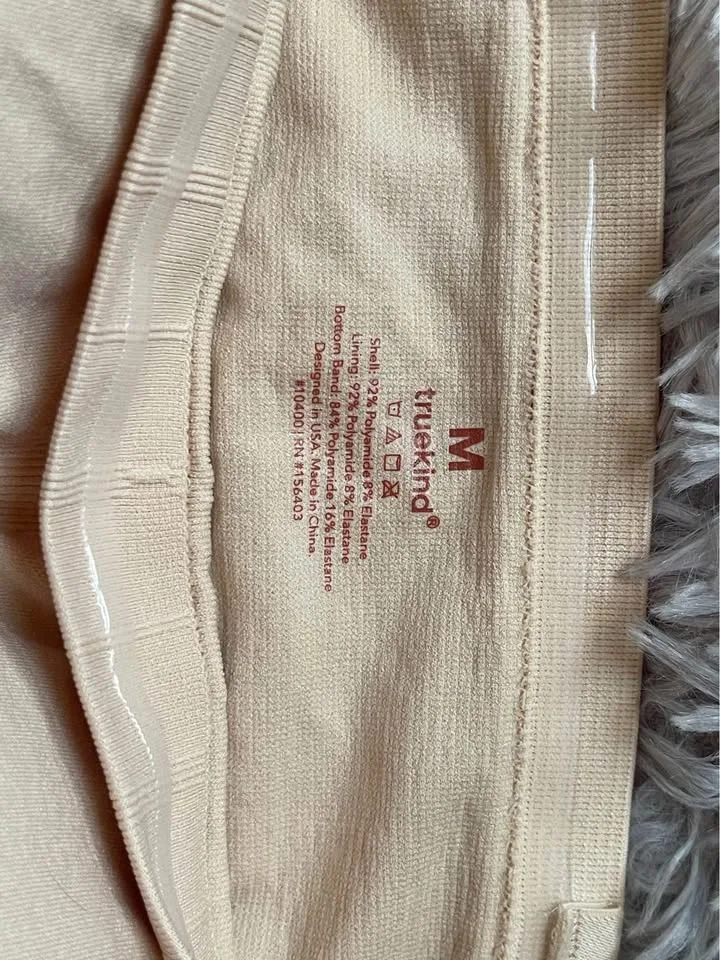 M
truekind®
Shell: 92% Polyamide 8% Elastane
Lining: 92% Polyamide 8% Elastane
Bottom Band: 84% Polyamide 16% Elastane
Designed in USA. Made in China.
#10400 | RN #156403